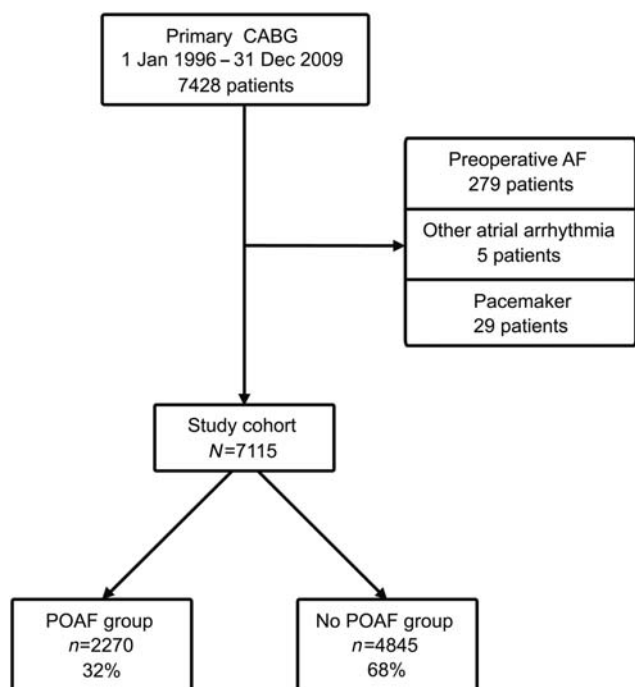 Primary CABG
1 Jan 1996 – 31 Dec 2009
7428 patients
Preoperative AF
279 patients
Other atrial arrhythmia
5 patients
Pacemaker
29 patients
Study cohort
N=7115
POAF group
n=2270
32%
No POAF group
n=4845
68%